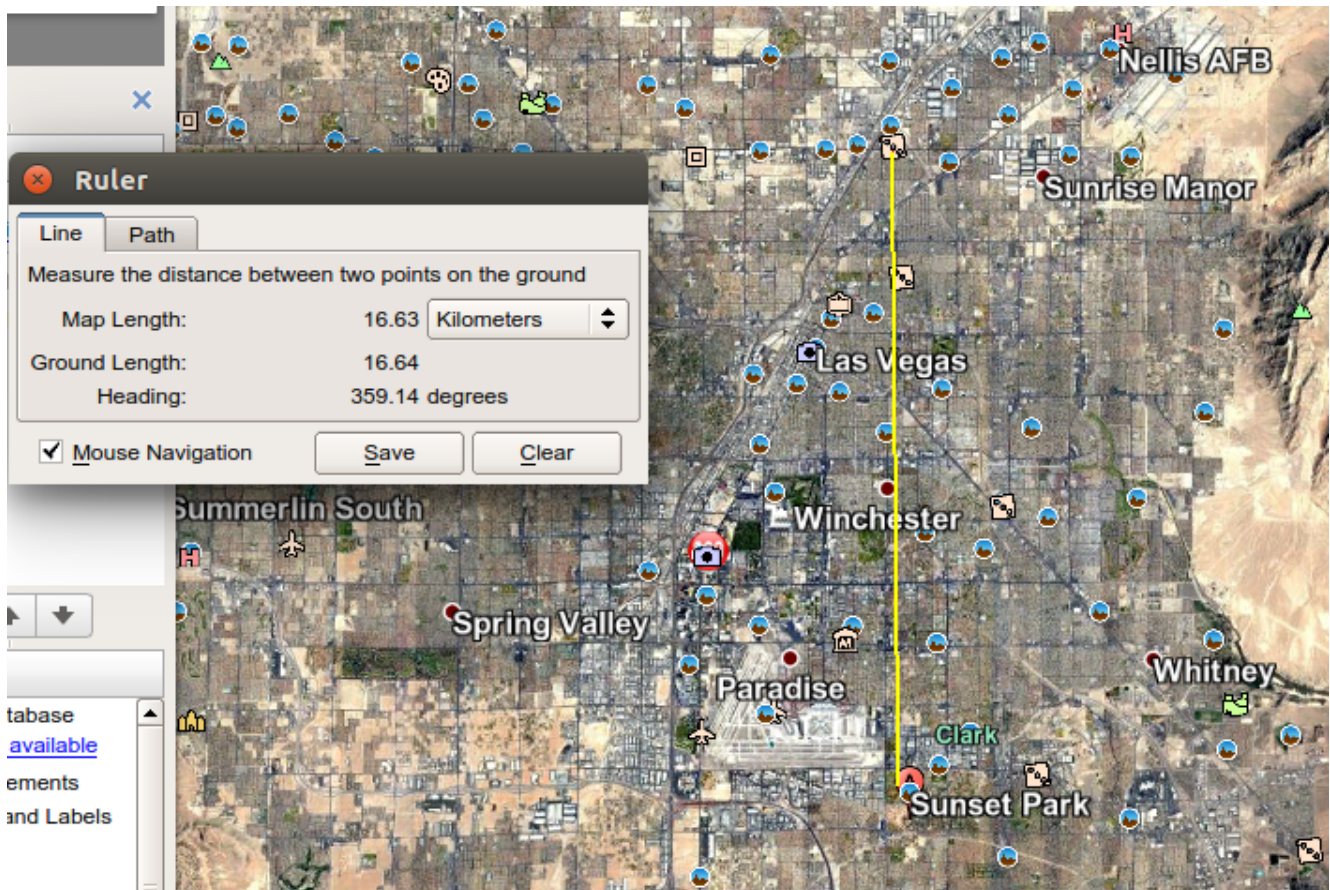 Nellis AFB
Sunrise Manor
Ruler
Line Path
Measure the distance between two points on the ground
Map Length: 16.63 Kilometers
Ground Length: 16.64
Heading: 359.14 degrees
Mouse Navigation Save Clear
Las Vegas
Summerlin South
Winchester
Spring Valley
Whitney
Paradise
tabase
available
Clark
ements
Sunset Park
and Labels